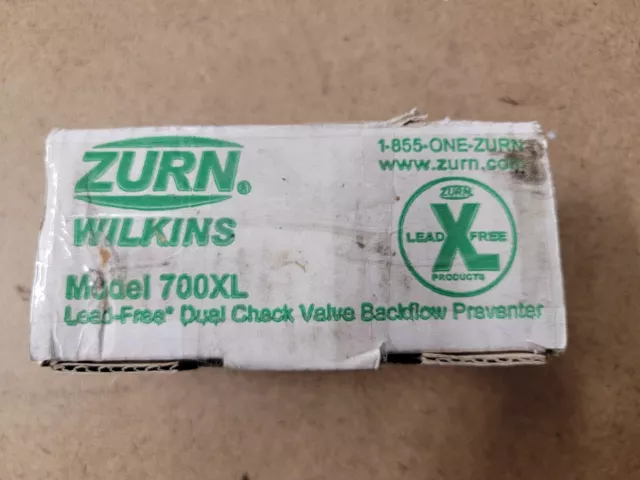 ZURN®
WILKINS
Model 700XL
Lead-Free* Dual Check Valve Backflow Preventer
1-855-ONE-ZURN
www.zurn.com
ZURN
LEAD XL FREE
PRODUCTS